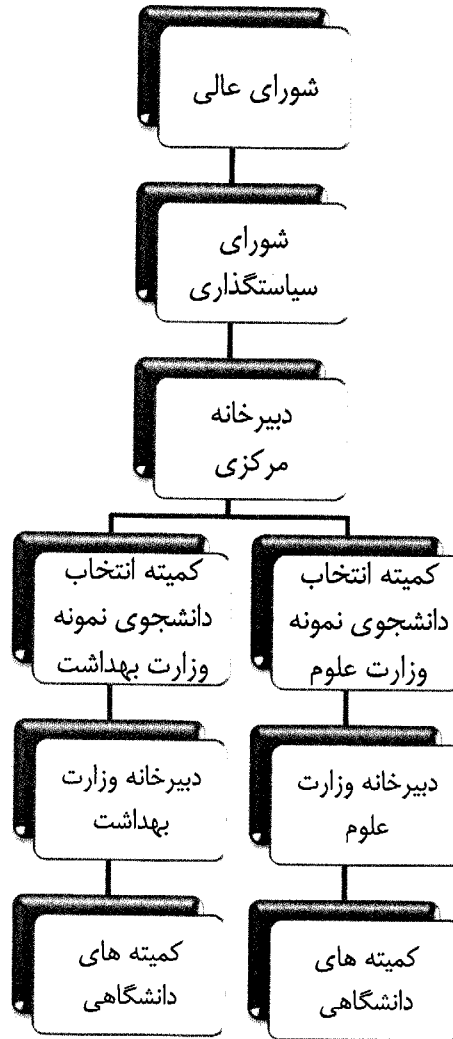 شورای عالی
شورای
سیاستگذاری
دبیرخانه
مرکزی
کمیته انتخاب
دانشجوی نمونه
وزارت علوم
کمیته انتخاب
دانشجوی نمونه
وزارت بهداشت
دبیرخانه وزارت
علوم
دبیرخانه وزارت
بهداشت
کمیته های
دانشگاهی
کمیته های
دانشگاهی